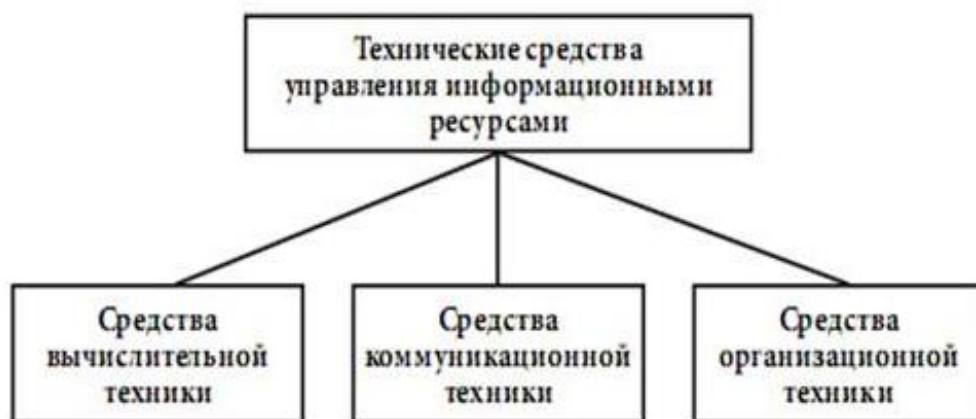 Технические средства
управления информационными
ресурсами
Средства
вычислительной
техники
Средства
коммуникационной
техники
Средства
организационной
техники